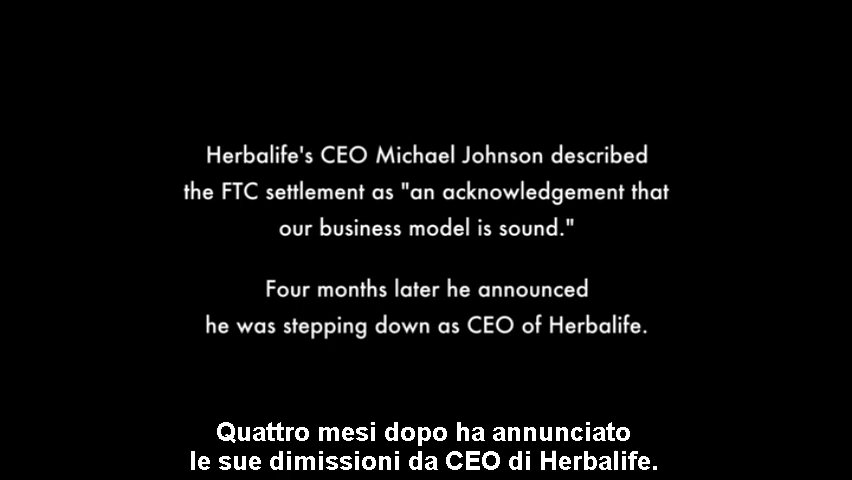 Herbalife's CEO Michael Johnson described
the FTC settlement as "an acknowledgement that
our business model is sound."
Four months later he announced
he was stepping down as CEO of Herbalife.
Quattro mesi dopo ha annunciato
le sue dimissioni da CEO di Herbalife.